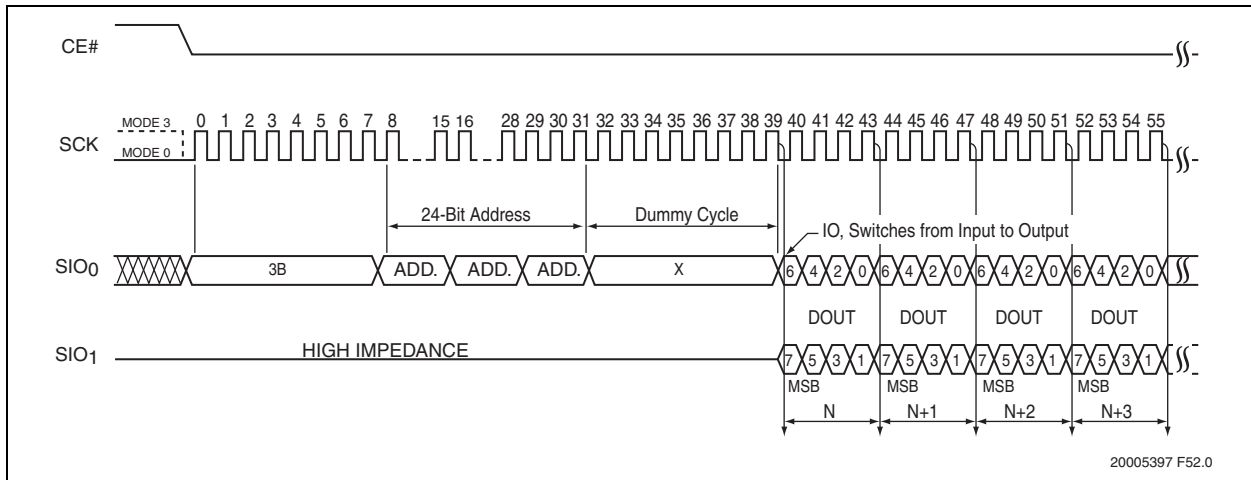 CE#
MODE 3
0 1 2 3 4 5 6 7 8 15 16 28 29 30 31 32 33 34 35 36 37 38 39 40 41 42 43 44 45 46 47 48 49 50 51 52 53 54 55
SCK
MODE 0
24-Bit Address Dummy Cycle
IO, Switches from Input to Output
SIO0 3B ADD. ADD. ADD. X 6 4 2 0 6 4 2 0 6 4 2 0 6 4 2 0
DOUT DOUT DOUT DOUT
SIO1 HIGH IMPEDANCE 7 5 3 1 7 5 3 1 7 5 3 1 7 5 3 1
MSB MSB MSB MSB
N N+1 N+2 N+3
20005397 F52.0